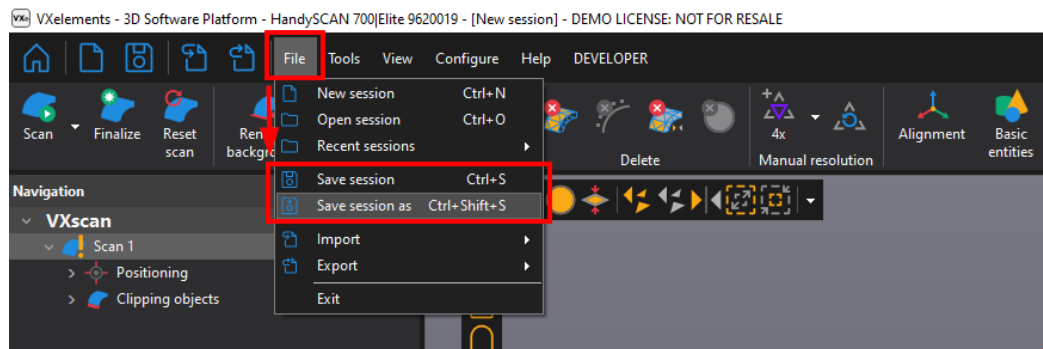 VXelements - 3D Software Platform - HandySCAN 700|Elite 9620019 - [New session] - DEMO LICENSE: NOT FOR RESALE
File Tools View Configure Help DEVELOPER
New session Ctrl+N
Open session Ctrl+O
Recent sessions
Save session Ctrl+S
Save session as Ctrl+Shift+S
Import
Export
Exit
Scan
Finalize
Reset
scan
Delete
4x
Manual resolution
Alignment
Basic
entities
Navigation
VXscan
Scan 1
Positioning
Clipping objects